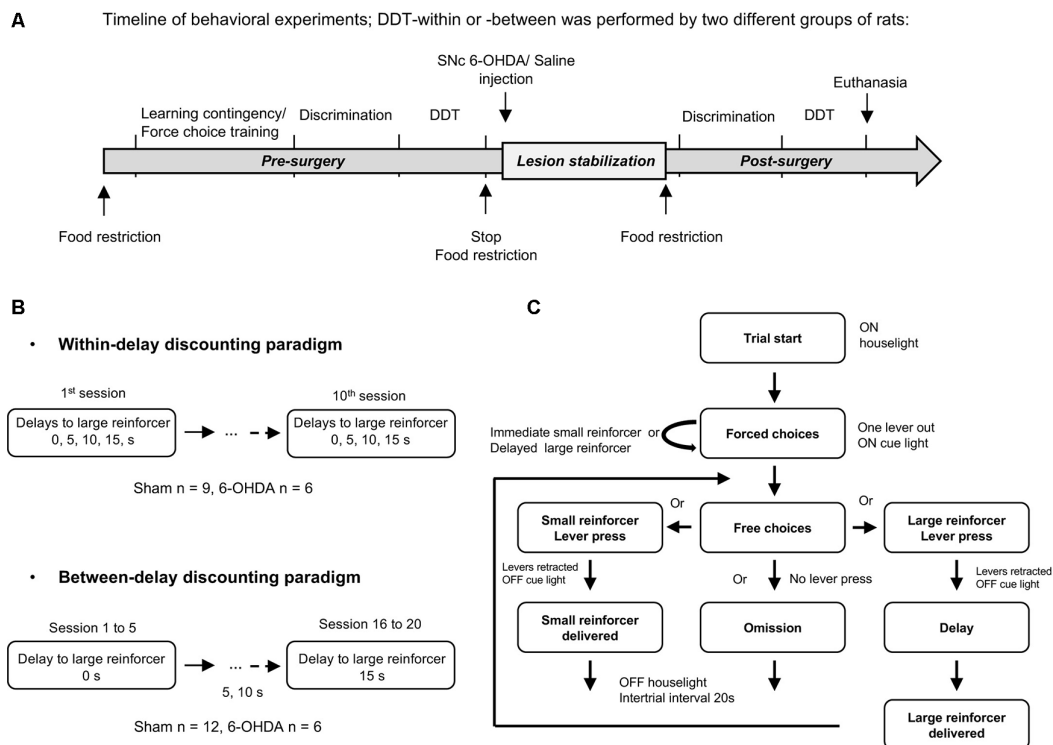 A
Timeline of behavioral experiments; DDT-within or -between was performed by two different groups of rats:
SNc 6-OHDA/ Saline
injection
Euthanasia
Learning contingency/
Force choice training
Discrimination
DDT
Discrimination
DDT
Pre-surgery
Lesion stabilization
Post-surgery
Food restriction
Stop
Food restriction
Food restriction
B
• Within-delay discounting paradigm
1st session
10th session
Delays to large reinforcer
0, 5, 10, 15, s
...
Delays to large reinforcer
0, 5, 10, 15 s
Sham n = 9, 6-OHDA n = 6
• Between-delay discounting paradigm
Session 1 to 5
Session 16 to 20
Delay to large reinforcer
0 s
...
5, 10 s
Delay to large reinforcer
15 s
Sham n = 12, 6-OHDA n = 6
C
Trial start
ON
houselight
Immediate small reinforcer or
Delayed large reinforcer
Forced choices
One lever out
ON cue light
Or
Or
Small reinforcer
Lever press
Free choices
Large reinforcer
Lever press
Levers retracted
OFF cue light
Or
No lever press
Levers retracted
OFF cue light
Small reinforcer
delivered
Omission
Delay
OFF houselight
Intertrial interval 20s
Large reinforcer
delivered